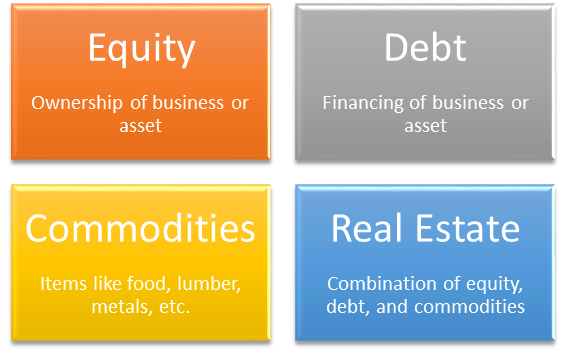 Equity
Ownership of business or
asset
Debt
Financing of business or
asset
Commodities
Items like food, lumber,
metals, etc.
Real Estate
Combination of equity,
debt, and commodities